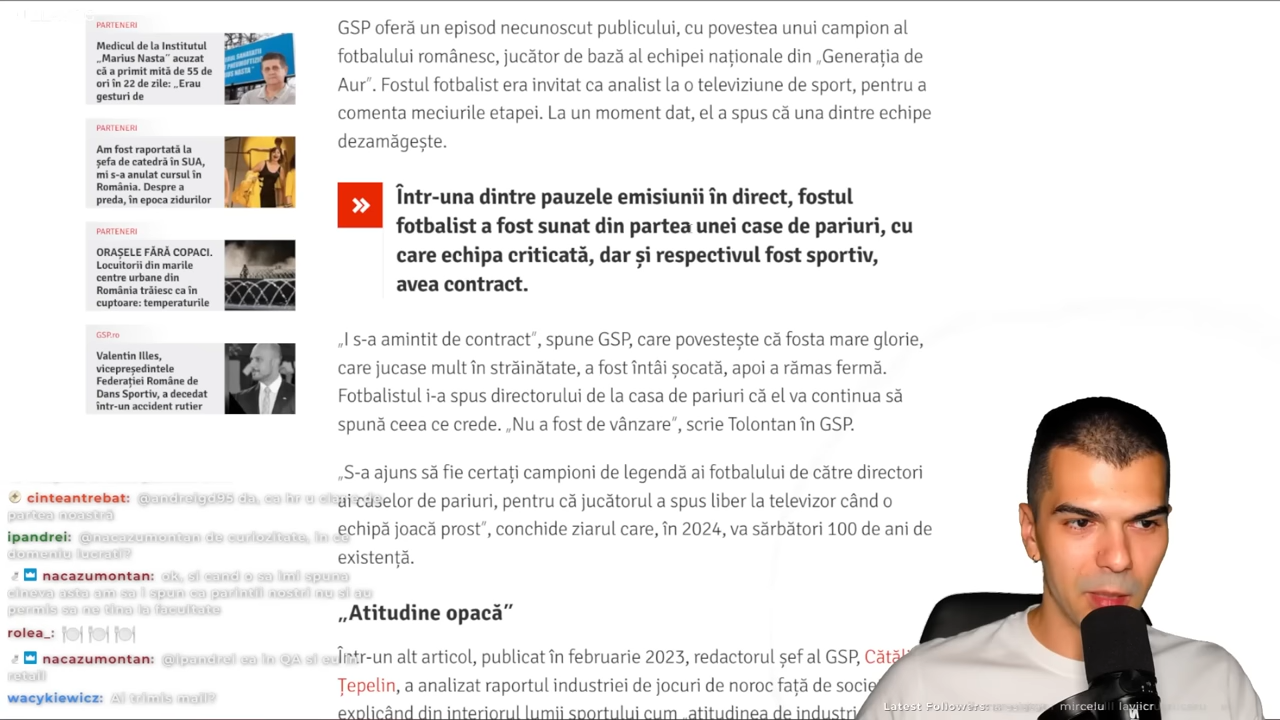 PARTENERI
Medicul de la Institutul
„Marius Nasta” acuzat
că a primit mită de 55 de
ori în 22 de zile: „Erau
gesturi de
PARTENERI
Am fost raportată la
șefa de catedră în SUA,
mi s-a anulat cursul în
România. Despre a
preda, în epoca zidurilor
PARTENERI
ORAȘELE FĂRĂ COPACI.
Locuitorii din marile
centre urbane din
România trăiesc ca în
cuptoare: temperaturile
GSP.ro
Valentin Illes,
vicepreședintele
Federației Române de
Dans Sportiv, a decedat
într-un accident rutier
GSP oferă un episod necunoscut publicului, cu povestea unui campion al
fotbalului românesc, jucător de bază al echipei naționale din „Generația de
Aur”. Fostul fotbalist era invitat ca analist la o televiziune de sport, pentru a
comenta meciurile etapei. La un moment dat, el a spus că una dintre echipe
dezamăgește.
Într-una dintre pauzele emisiunii în direct, fostul
fotbalist a fost sunat din partea unei case de pariuri, cu
care echipa criticată, dar și respectivul fost sportiv,
avea contract.
„I s-a amintit de contract”, spune GSP, care povestește că fosta mare glorie,
care jucase mult în străinătate, a fost întâi șocată, apoi a rămas fermă.
Fotbalistul i-a spus directorului de la casa de pariuri că el va continua să
spună ceea ce crede. „Nu a fost de vânzare”, scrie Tolontan în GSP.
„S-a ajuns să fie certați campioni de legendă ai fotbalului de către directori
ai caselor de pariuri, pentru că jucătorul a spus liber la televizor când o
echipă joacă prost”, conchide ziarul care, în 2024, va sărbători 100 de ani de
existență.
„Atitudine opacă”
Într-un alt articol, publicat în februarie 2023, redactorul șef al GSP,
Țepelin, a analizat raportul industriei de jocuri de noroc față de
explicând din interiorul lumii sportului cum „atitudinea de
cinteantrebat: @andreigd95 da, ca hr u
partea noastră
ipandrei: @nacazumontan de curiozitate, in ce
domeniu lucrati?
nacazumontan: ok, si cand o sa imi spuna
cineva asta am sa i spun ca parintii nostri nu si au
permis sa ne tina la facultate
rolea_:
nacazumontan: @ipandrei ea in QA si eu in
retail
wacykiewicz: Ai trimis mail?
Latest Followers: mircelu